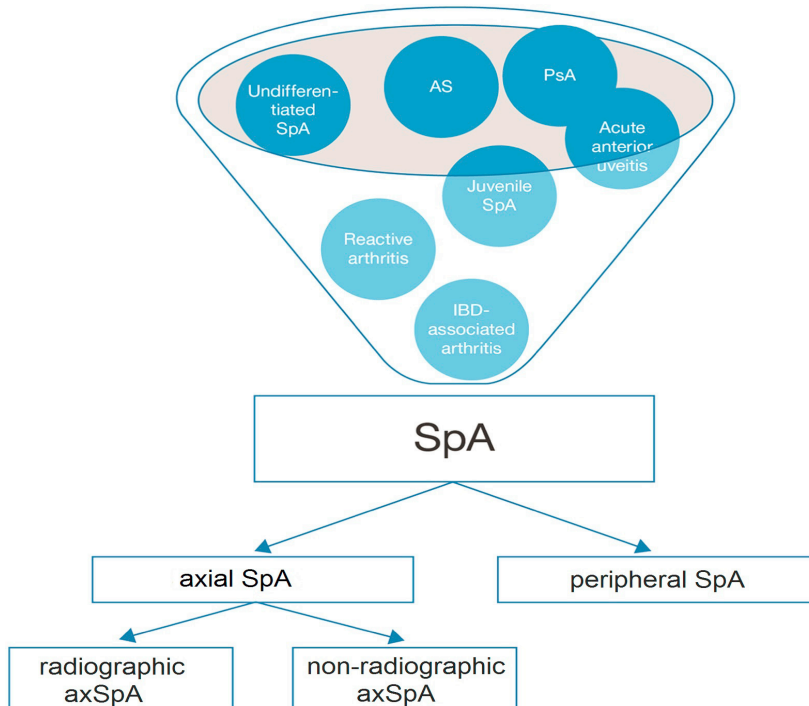 Undifferen-
tiated
SpA
AS
PsA
Acute
anterior
uveitis
Juvenile
SpA
Reactive
arthritis
IBD-
associated
arthritis
SpA
axial SpA
peripheral SpA
radiographic
axSpA
non-radiographic
axSpA